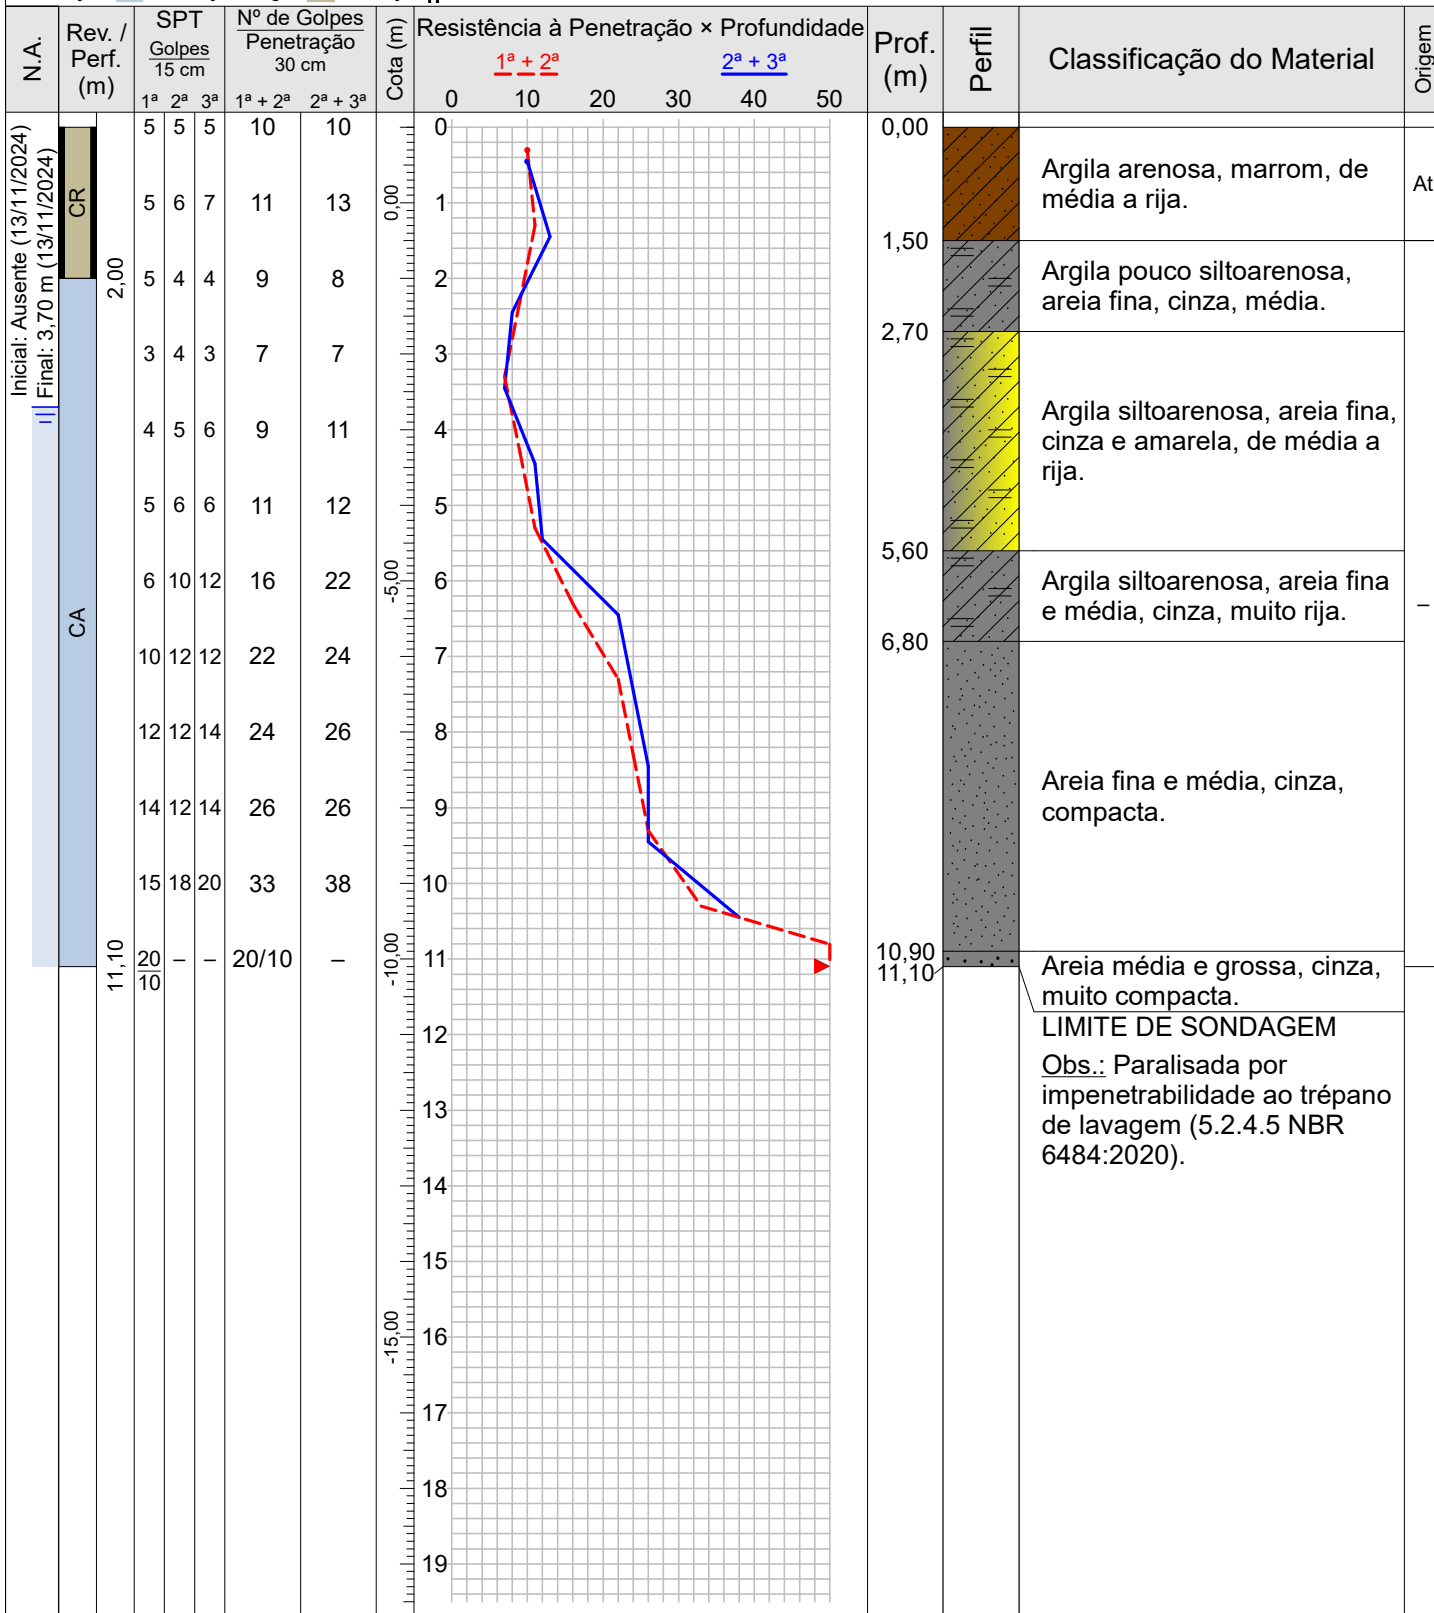 N.A.
Rev. /
Perf.
(m)
SPT
Golpes
15 cm
1ª 2ª 3ª
Nº de Golpes
Penetração
30 cm
1ª + 2ª 2ª + 3ª
Cota (m)
Resistência à Penetração × Profundidade
1ª + 2ª 2ª + 3ª
0 10 20 30 40 50
Prof.
(m)
Perfil
Classificação do Material
Origem
Inicial: Ausente (13/11/2024)
Final: 3,70 m (13/11/2024)
CR
2,00
CA
11,10
5 5 5 10 10
5 6 7 11 13
5 4 4 9 8
3 4 3 7 7
4 5 6 9 11
5 6 6 11 12
6 10 12 16 22
10 12 12 22 24
12 12 14 24 26
14 12 14 26 26
15 18 20 33 38
20 – – 20/10 –
10
0,00
-5,00
-10,00
-15,00
0
1
2
3
4
5
6
7
8
9
10
11
12
13
14
15
16
17
18
19
0,00
Argila arenosa, marrom, de
média a rija.
At
1,50
Argila pouco siltoarenosa,
areia fina, cinza, média.
2,70
Argila siltoarenosa, areia fina,
cinza e amarela, de média a
rija.
5,60
Argila siltoarenosa, areia fina
e média, cinza, muito rija.
–
6,80
Areia fina e média, cinza,
compacta.
10,90
11,10
Areia média e grossa, cinza,
muito compacta.
LIMITE DE SONDAGEM
Obs.: Paralisada por
impenetrabilidade ao trépano
de lavagem (5.2.4.5 NBR
6484:2020).